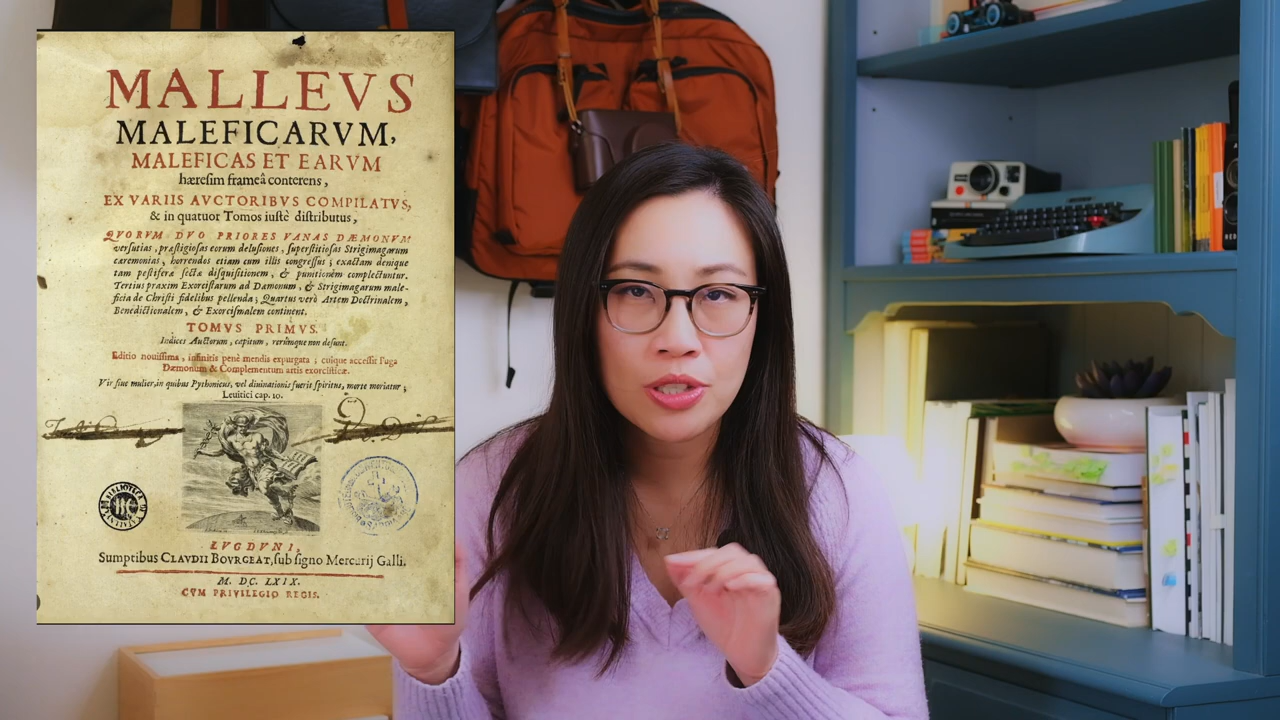 MALLEVS
MALEFICARVM,
MALEFICAS ET EARVM
hæresim frameâ conterens,
EX VARIIS AVCTORIBVS COMPILATVS,
& in quatuor Tomos iustè distributus,
QVORVM DVO PRIORES VANAS DÆMONVM
versutias, præstigiosas eorum delusiones, superstitiosas Strigimagarum
cæremonias, horrendos etiam cum illis congressus; exactam denique
tam pestiferæ sectæ disquisitionem, & punitionem complectuntur.
Tertius praxim Exorcistarum ad Dæmonum, & Strigimagarum male-
ficia de Christi fidelibus pellenda; Quartus verò Artem Doctrinalem,
Benedictionalem, & Exorcismalem continent.
TOMVS PRIMVS.
Indices Auctorum, capitum, rerúmque non desunt.
Editio nouissima, infinitis penè mendis expurgata; cuique accessit Fuga
Dæmonum & Complementum artis exorcisticæ.
Vir siue mulier, in quibus Pythonicus, vel diuinationis fuerit spiritus, morte moriatur;
Leuitici cap. 10.
LVGDVNI,
Sumptibus CLAVDII BOVRGEAT, sub signo Mercurij Galli.
M. DC. LXIX.
CVM PRIVILEGIO REGIS.